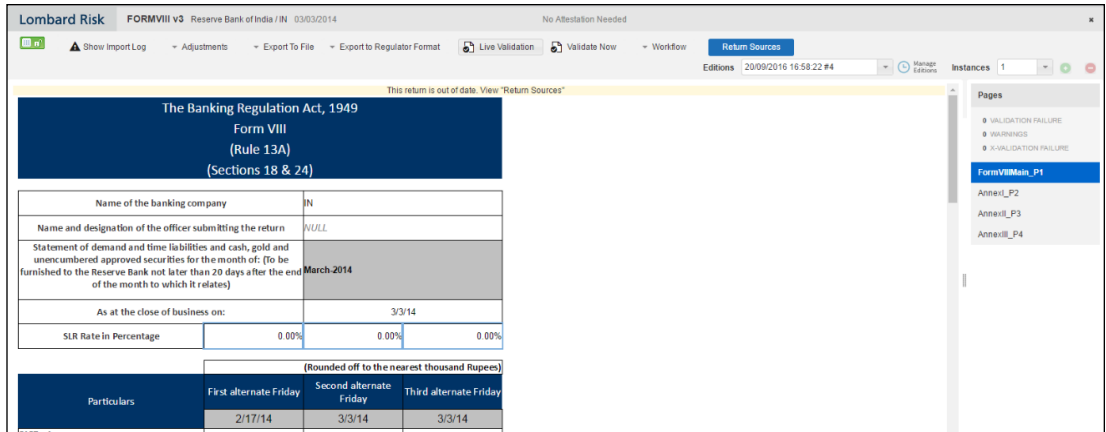 Lombard Risk FORMVIII v3 Reserve Bank of India / IN 03/03/2014 No Attestation Needed
Show Import Log Adjustments Export To File Export to Regulator Format Live Validation Validate Now Workflow Return Sources
Editions 20/09/2016 16:58:22 #4 Manage Editions Instances 1
This return is out of date. View "Return Sources"
The Banking Regulation Act, 1949
Form VIII
(Rule 13A)
(Sections 18 & 24)
Name of the banking company IN
Name and designation of the officer submitting the return NULL
Statement of demand and time liabilities and cash, gold and
unencumbered approved securities for the month of: (To be
furnished to the Reserve Bank not later than 20 days after the end
of the month to which it relates)
March-2014
As at the close of business on: 3/3/14
SLR Rate in Percentage 0.00% 0.00% 0.00%
(Rounded off to the nearest thousand Rupees)
Particulars
First alternate Friday
Second alternate
Friday
Third alternate Friday
2/17/14 3/3/14 3/3/14
Pages
0 VALIDATION FAILURE
0 WARNINGS
0 X-VALIDATION FAILURE
FormVIIIMain_P1
AnnexI_P2
AnnexII_P3
AnnexIII_P4